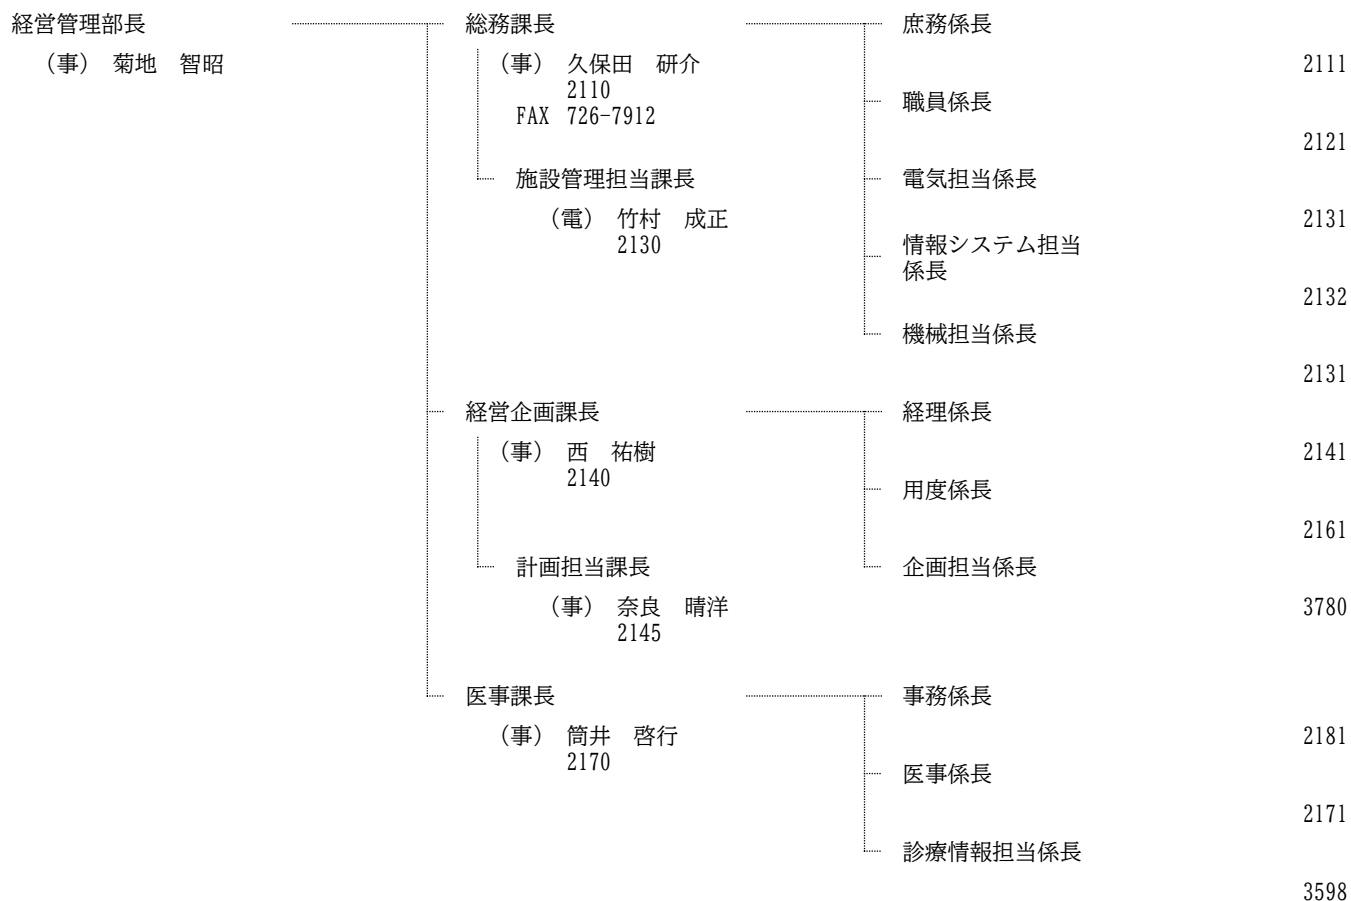 経営管理部長
（事） 菊地　智昭
総務課長
（事） 久保田　研介
2110
FAX 726-7912
施設管理担当課長
（電） 竹村　成正
2130
庶務係長
2111
職員係長
2121
電気担当係長
2131
情報システム担当
係長
2132
機械担当係長
2131
経営企画課長
（事） 西　祐樹
2140
計画担当課長
（事） 奈良　晴洋
2145
経理係長
2141
用度係長
2161
企画担当係長
3780
医事課長
（事） 筒井　啓行
2170
事務係長
2181
医事係長
2171
診療情報担当係長
3598